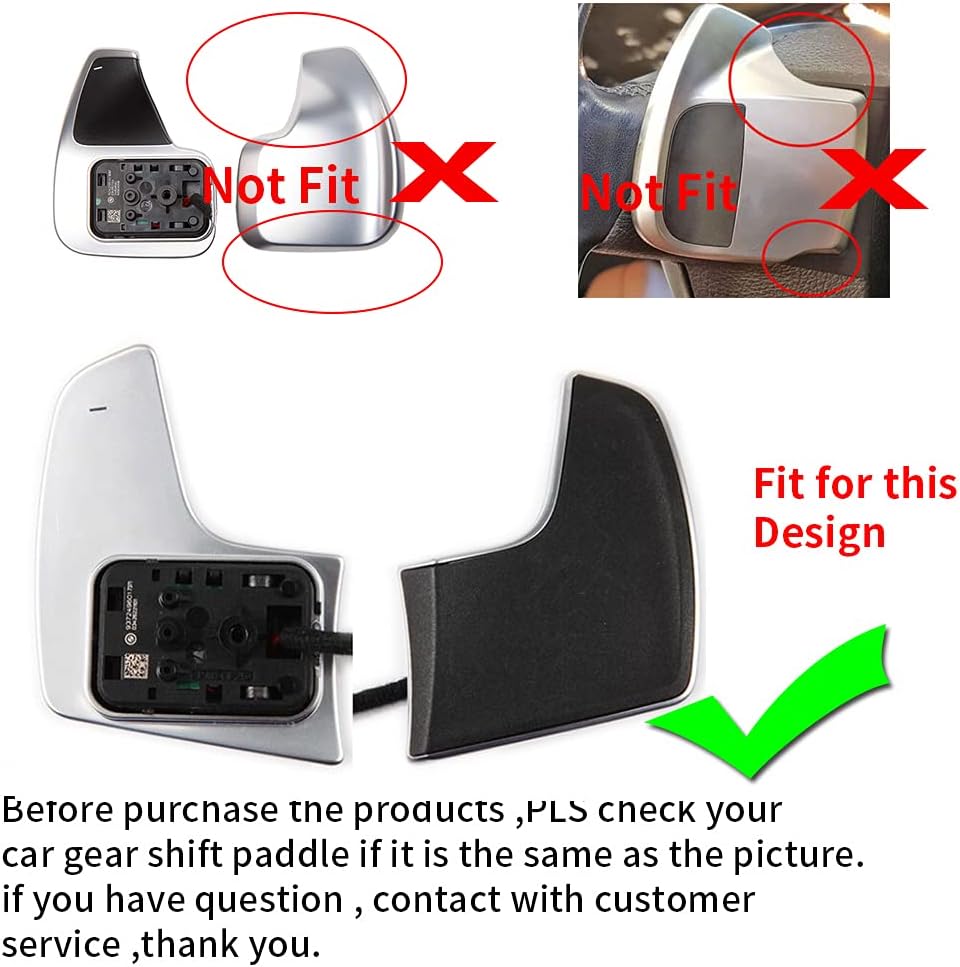 Not Fit
Not Fit
Fit for this
Design
Before purchase the products ,PLS check your
car gear shift paddle if it is the same as the picture.
if you have question , contact with customer
service ,thank you.